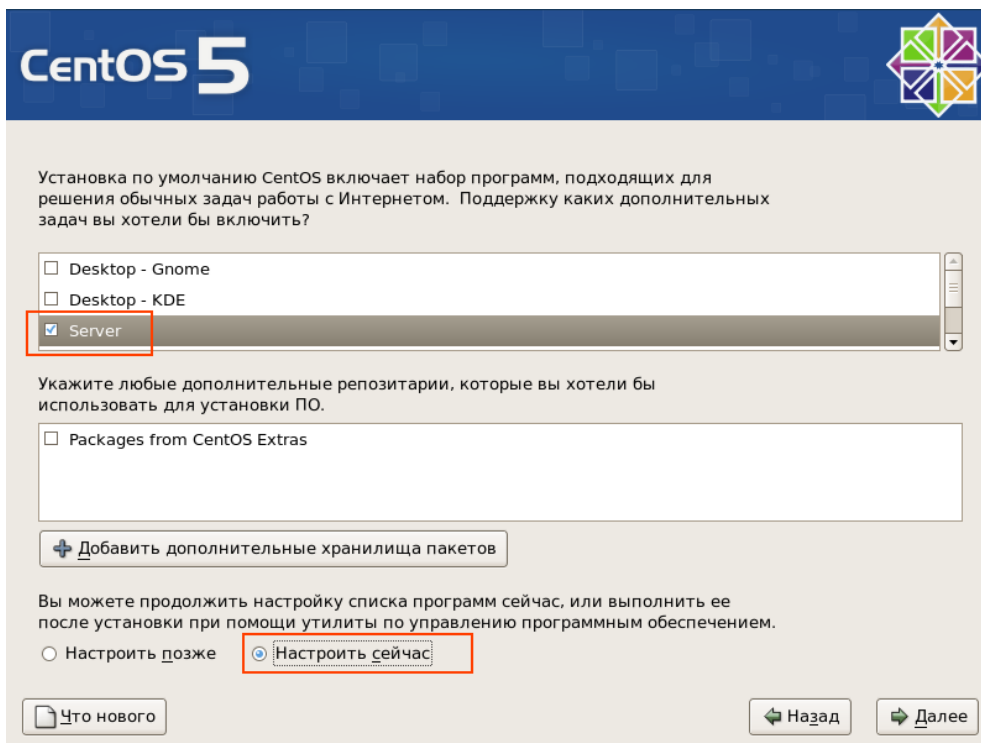 CentOS 5
Установка по умолчанию CentOS включает набор программ, подходящих для
решения обычных задач работы с Интернетом.  Поддержку каких дополнительных
задач вы хотели бы включить?
Desktop - Gnome
Desktop - KDE
Server
Укажите любые дополнительные репозитарии, которые вы хотели бы
использовать для установки ПО.
Packages from CentOS Extras
Добавить дополнительные хранилища пакетов
Вы можете продолжить настройку списка программ сейчас, или выполнить ее
после установки при помощи утилиты по управлению программным обеспечением.
Настроить позже Настроить сейчас
Что нового Назад Далее